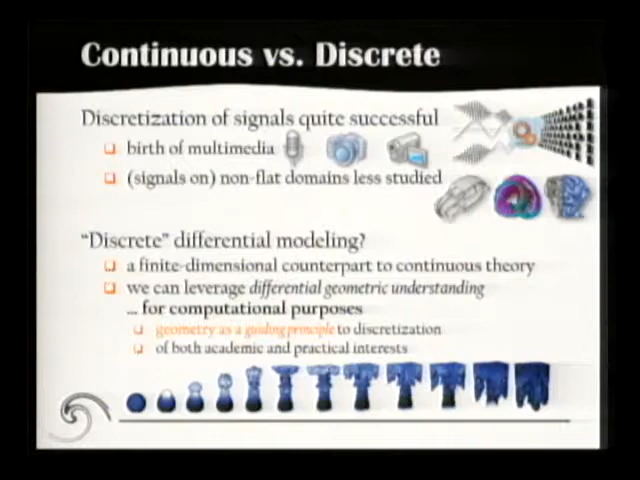 Continuous vs. Discrete
Discretization of signals quite successful
birth of multimedia
(signals on) non-flat domains less studied
"Discrete" differential modeling?
a finite-dimensional counterpart to continuous theory
we can leverage differential geometric understanding
... for computational purposes
geometry as a guiding principle to discretization
of both academic and practical interests